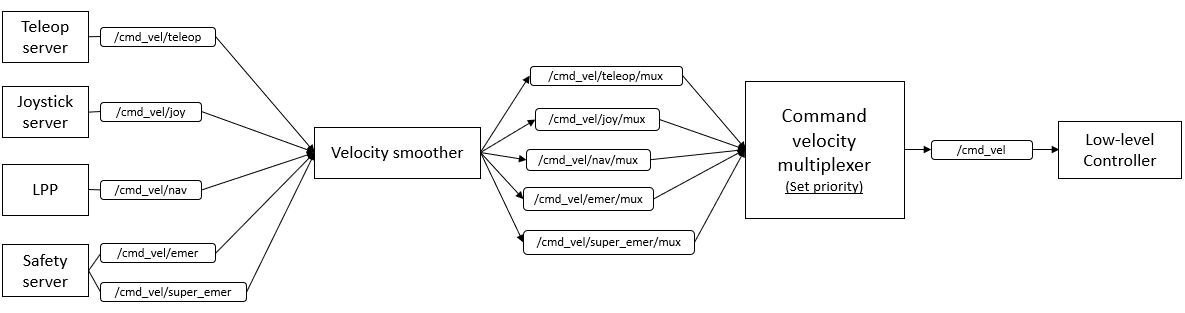 Teleop
server
/cmd_vel/teleop
Joystick
server
/cmd_vel/joy
LPP
/cmd_vel/nav
Safety
server
/cmd_vel/emer
/cmd_vel/super_emer
Velocity smoother
/cmd_vel/teleop/mux
/cmd_vel/joy/mux
/cmd_vel/nav/mux
/cmd_vel/emer/mux
/cmd_vel/super_emer/mux
Command
velocity
multiplexer
(Set priority)
/cmd_vel
Low-level
Controller